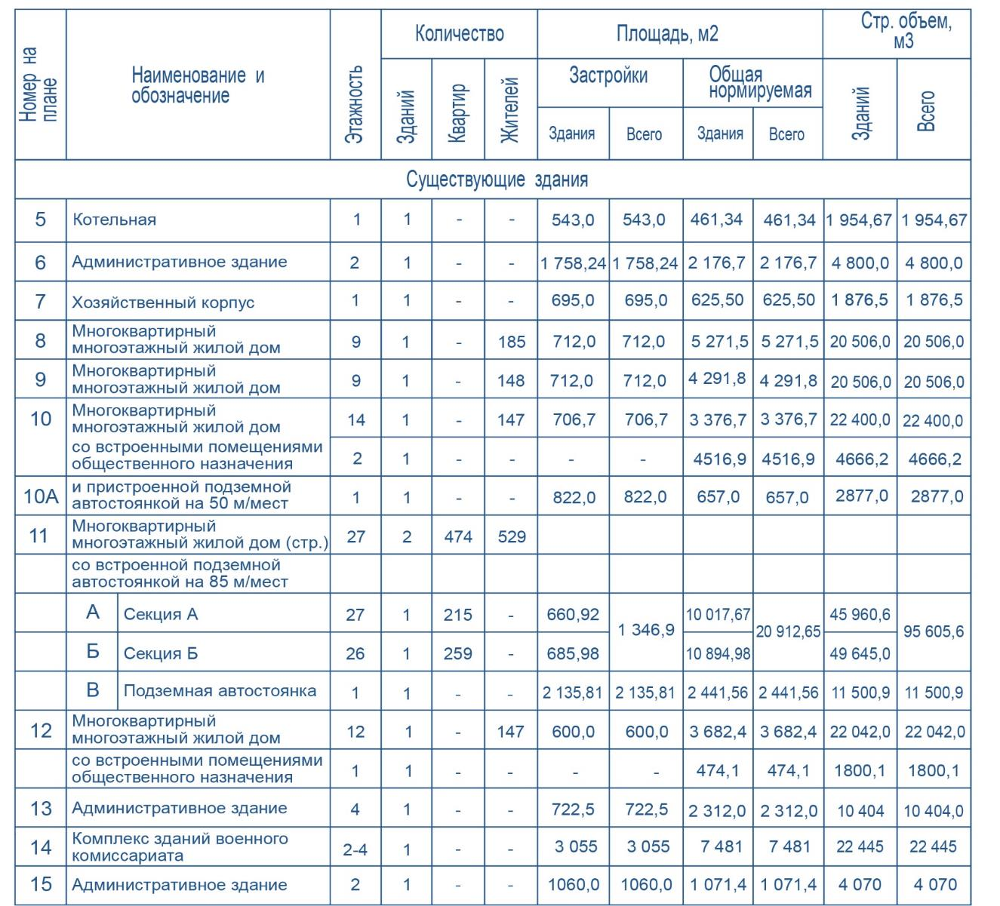 Номер на плане
Наименование и обозначение
Этажность
Количество
Площадь, м2
Стр. объем, м3
Зданий
Квартир
Жителей
Застройки
Общая нормируемая
Зданий
Всего
Здания
Всего
Здания
Всего
Существующие здания
5 Котельная 1 1 - - 543,0 543,0 461,34 461,34 1 954,67 1 954,67
6 Административное здание 2 1 - - 1 758,24 1 758,24 2 176,7 2 176,7 4 800,0 4 800,0
7 Хозяйственный корпус 1 1 - - 695,0 695,0 625,50 625,50 1 876,5 1 876,5
8 Многоквартирный
многоэтажный жилой дом 9 1 - 185 712,0 712,0 5 271,5 5 271,5 20 506,0 20 506,0
9 Многоквартирный
многоэтажный жилой дом 9 1 - 148 712,0 712,0 4 291,8 4 291,8 20 506,0 20 506,0
10 Многоквартирный
многоэтажный жилой дом 14 1 - 147 706,7 706,7 3 376,7 3 376,7 22 400,0 22 400,0
со встроенными помещениями
общественного назначения 2 1 - - - - 4516,9 4516,9 4666,2 4666,2
10А и пристроенной подземной
автостоянкой на 50 м/мест 1 1 - - 822,0 822,0 657,0 657,0 2877,0 2877,0
11 Многоквартирный
многоэтажный жилой дом (стр.) 27 2 474 529
со встроенной подземной
автостоянкой на 85 м/мест
А Секция А 27 1 215 - 660,92 1 346,9 10 017,67 20 912,65 45 960,6 95 605,6
Б Секция Б 26 1 259 - 685,98 10 894,98 49 645,0
В Подземная автостоянка 1 1 - - 2 135,81 2 135,81 2 441,56 2 441,56 11 500,9 11 500,9
12 Многоквартирный
многоэтажный жилой дом 12 1 - 147 600,0 600,0 3 682,4 3 682,4 22 042,0 22 042,0
со встроенными помещениями
общественного назначения 1 1 - - - - 474,1 474,1 1800,1 1800,1
13 Административное здание 4 1 - - 722,5 722,5 2 312,0 2 312,0 10 404 10 404,0
14 Комплекс зданий военного
комиссариата 2-4 1 - - 3 055 3 055 7 481 7 481 22 445 22 445
15 Административное здание 2 1 - - 1060,0 1060,0 1 071,4 1 071,4 4 070 4 070